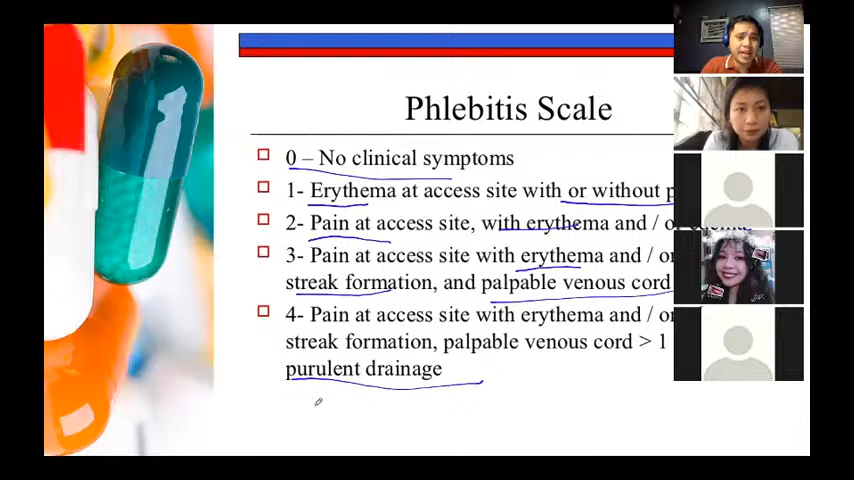 Phlebitis Scale
0 – No clinical symptoms
1- Erythema at access site with or without
2- Pain at access site, with erythema and / or edema
3- Pain at access site with erythema and / or
streak formation, and palpable venous cord
4- Pain at access site with erythema and / or
streak formation, palpable venous cord > 1
purulent drainage